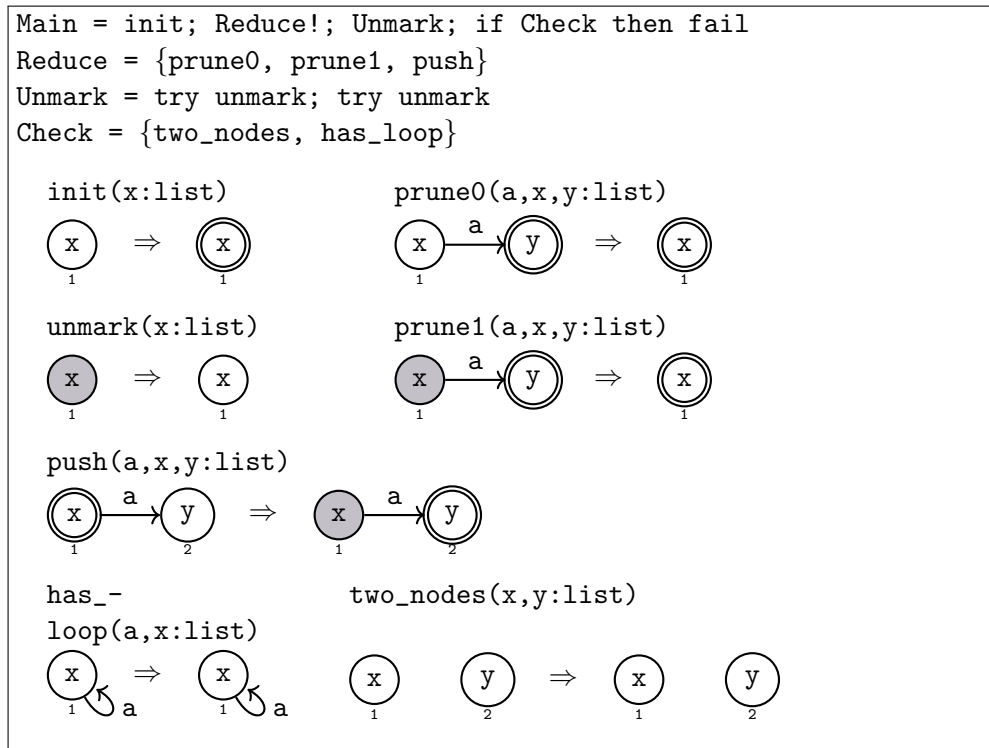 Main = init; Reduce!; Unmark; if Check then fail
Reduce = {prune0, prune1, push}
Unmark = try unmark; try unmark
Check = {two_nodes, has_loop}
init(x:list) prune0(a,x,y:list)
x ⇒ x x a y ⇒ x
1 1 1 1
unmark(x:list) prune1(a,x,y:list)
x ⇒ x x a y ⇒ x
1 1 1 1
push(a,x,y:list)
x a y ⇒ x a y
1 2 1 2
has_- two_nodes(x,y:list)
loop(a,x:list)
x ⇒ x x y ⇒ x y
1 a 1 a 1 2 1 2